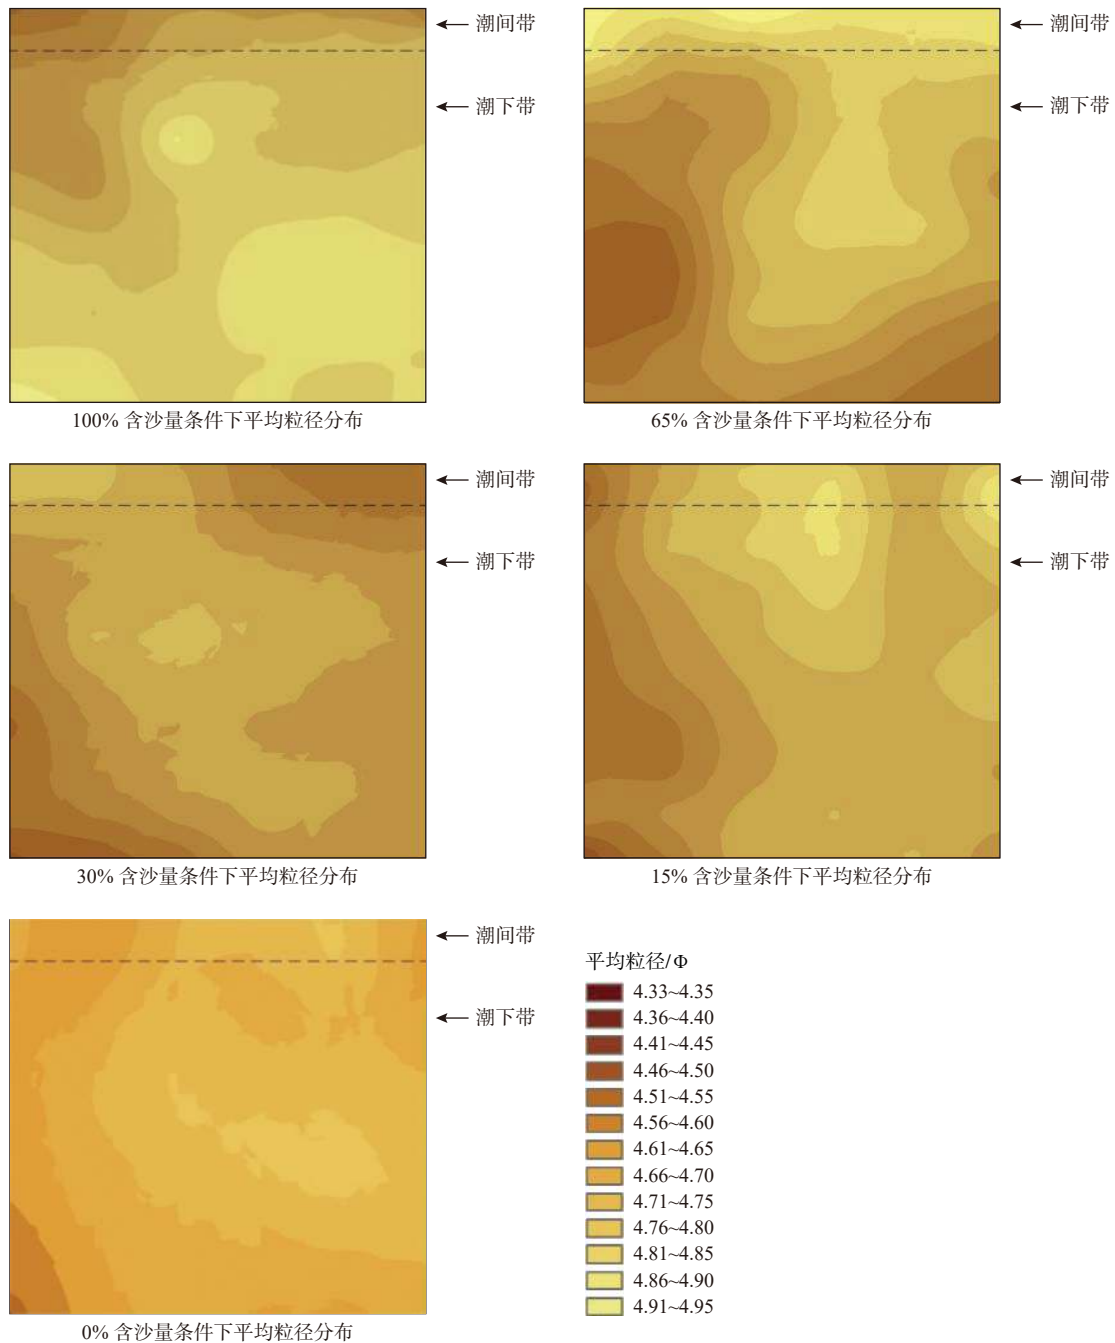 潮间带
潮下带
100% 含沙量条件下平均粒径分布
潮间带
潮下带
65% 含沙量条件下平均粒径分布
潮间带
潮下带
30% 含沙量条件下平均粒径分布
潮间带
潮下带
15% 含沙量条件下平均粒径分布
潮间带
潮下带
0% 含沙量条件下平均粒径分布
平均粒径/Φ
4.33~4.35
4.36~4.40
4.41~4.45
4.46~4.50
4.51~4.55
4.56~4.60
4.61~4.65
4.66~4.70
4.71~4.75
4.76~4.80
4.81~4.85
4.86~4.90
4.91~4.95